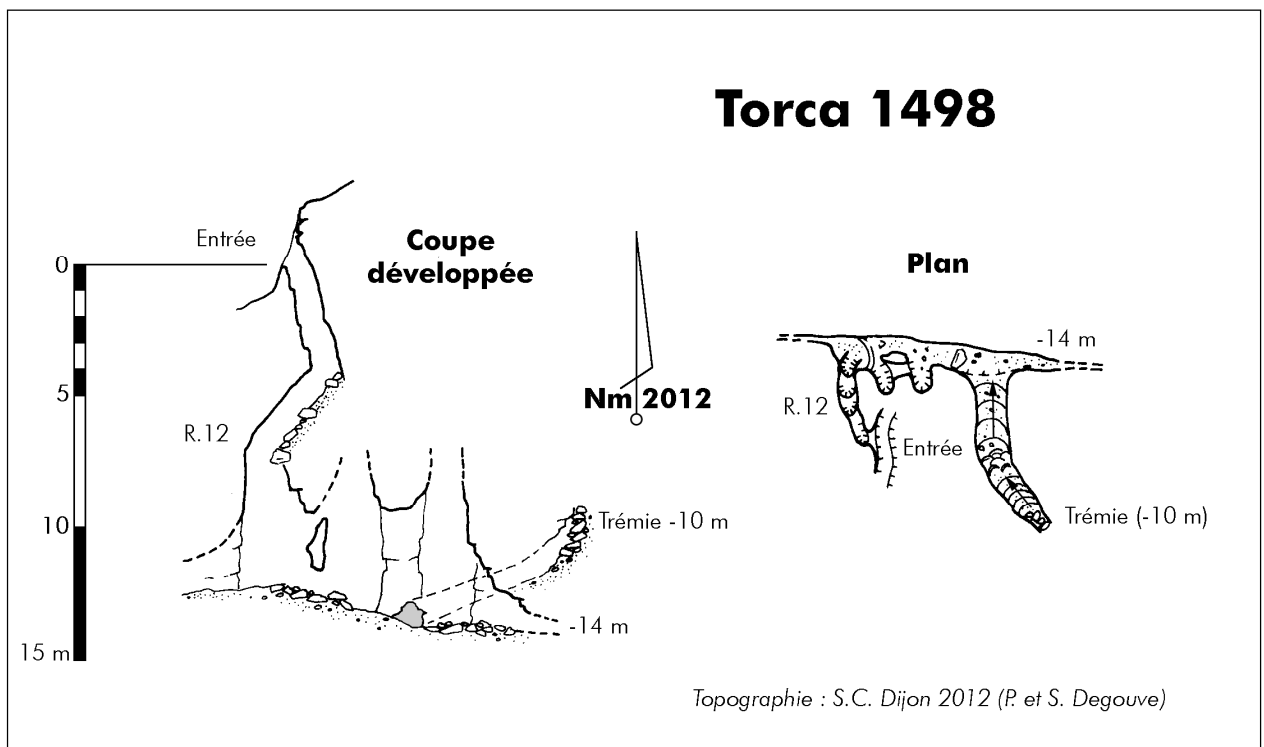 Torca 1498
Entrée
Coupe
développée
0
5
10
15 m
R.12
Trémie -10 m
-14 m
Nm 2012
Plan
-14 m
R.12
Entrée
Trémie (-10 m)
Topographie : S.C. Dijon 2012 (P. et S. Degouve)